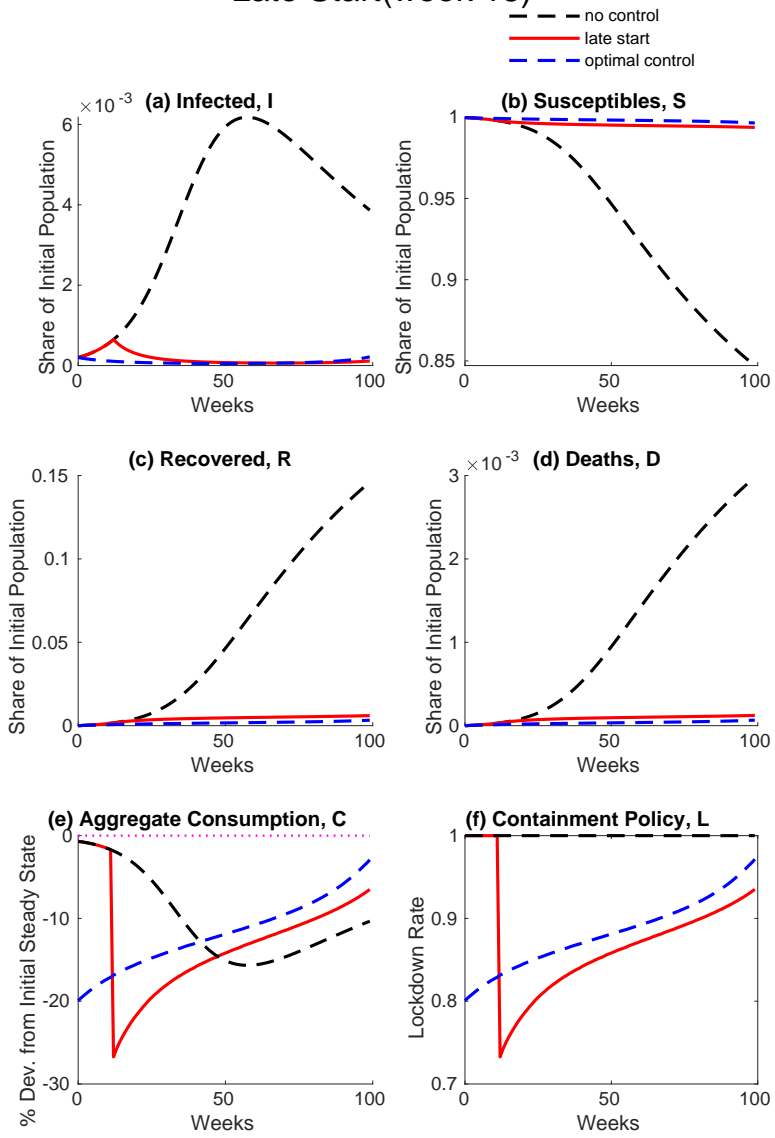 no control
late start
optimal control
(a) Infected, I
×10 -3
6
4
2
0
0 50 100
Share of Initial Population
Weeks
(b) Susceptibles, S
1
0.95
0.9
0.85
0 50 100
Share of Initial Population
Weeks
(c) Recovered, R
0.15
0.1
0.05
0
0 50 100
Share of Initial Population
Weeks
(d) Deaths, D
×10 -3
3
2
1
0
0 50 100
Share of Initial Population
Weeks
(e) Aggregate Consumption, C
0
-10
-20
-30
0 50 100
% Dev. from Initial Steady State
Weeks
(f) Containment Policy, L
1
0.9
0.8
0.7
0 50 100
Lockdown Rate
Weeks